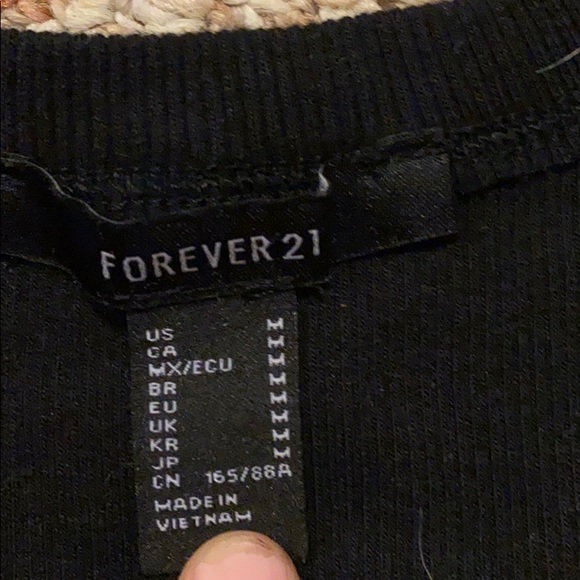 FOREVER 21
US M
CA M
MX/ECU M
BR M
EU M
UK M
KR M
JP M
CN 165/88A
MADE IN
VIETNAM